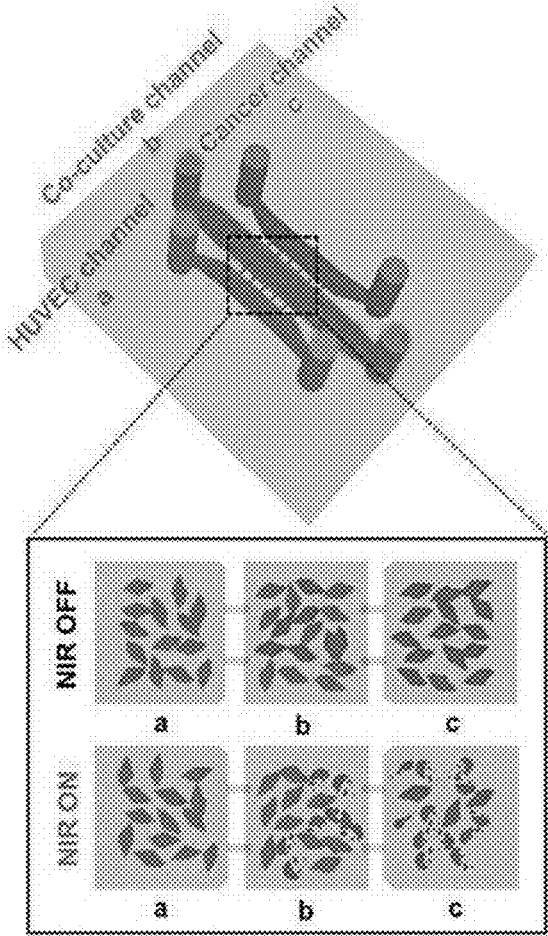 Co-culture channel
b
Cancer channel
c
HUVEC channel
a
NIR OFF
a
b
c
NIR ON
a
b
c